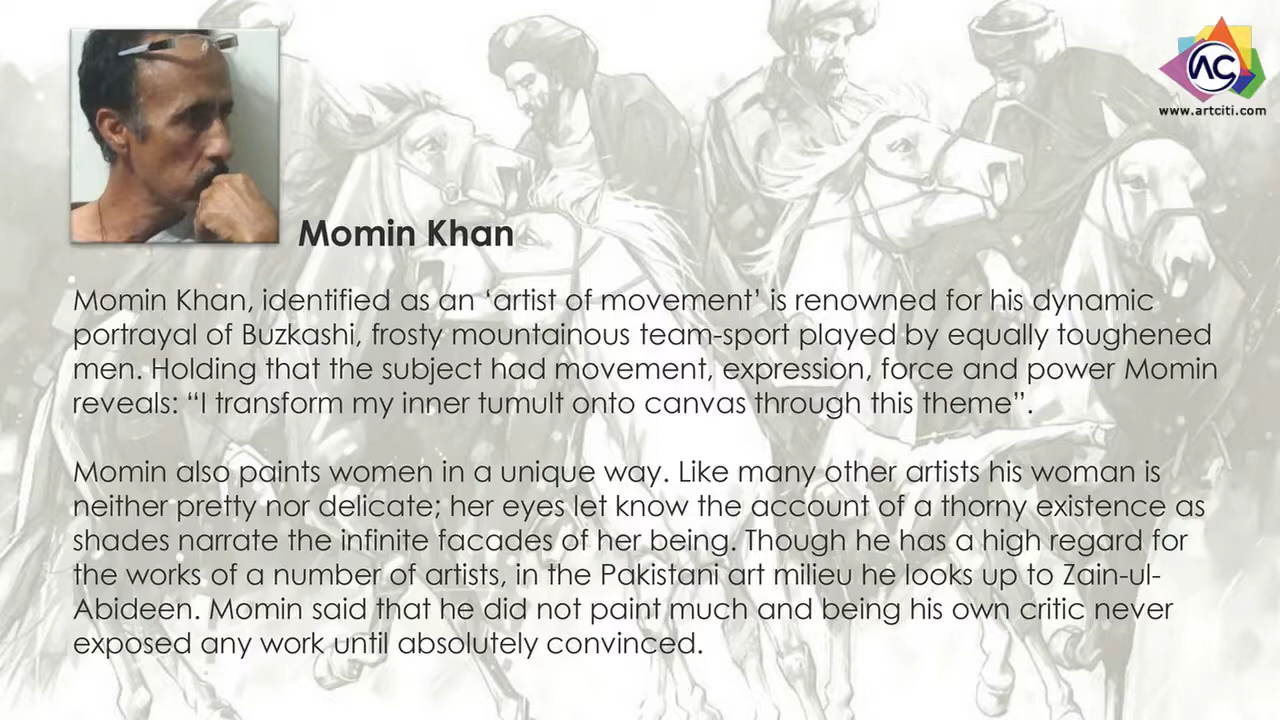 AC
www.artciti.com
Momin Khan
Momin Khan, identified as an ‘artist of movement’ is renowned for his dynamic
portrayal of Buzkashi, frosty mountainous team-sport played by equally toughened
men. Holding that the subject had movement, expression, force and power Momin
reveals: “I transform my inner tumult onto canvas through this theme”.
Momin also paints women in a unique way. Like many other artists his woman is
neither pretty nor delicate; her eyes let know the account of a thorny existence as
shades narrate the infinite facades of her being. Though he has a high regard for
the works of a number of artists, in the Pakistani art milieu he looks up to Zain-ul-
Abideen. Momin said that he did not paint much and being his own critic never
exposed any work until absolutely convinced.